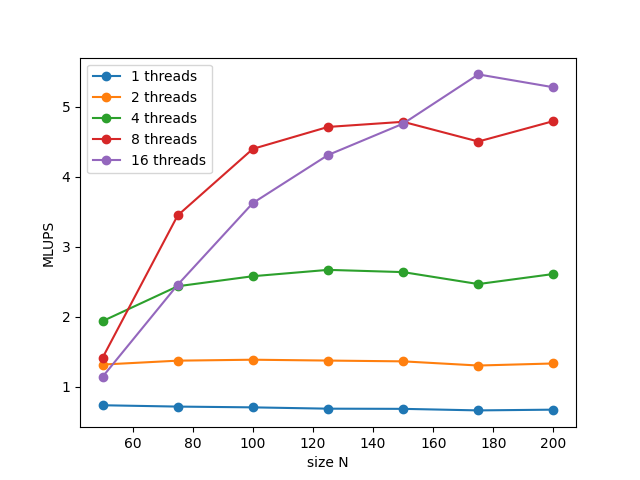 1 threads
2 threads
4 threads
8 threads
16 threads
5
4
3
2
1
MLUPS
60 80 100 120 140 160 180 200
size N